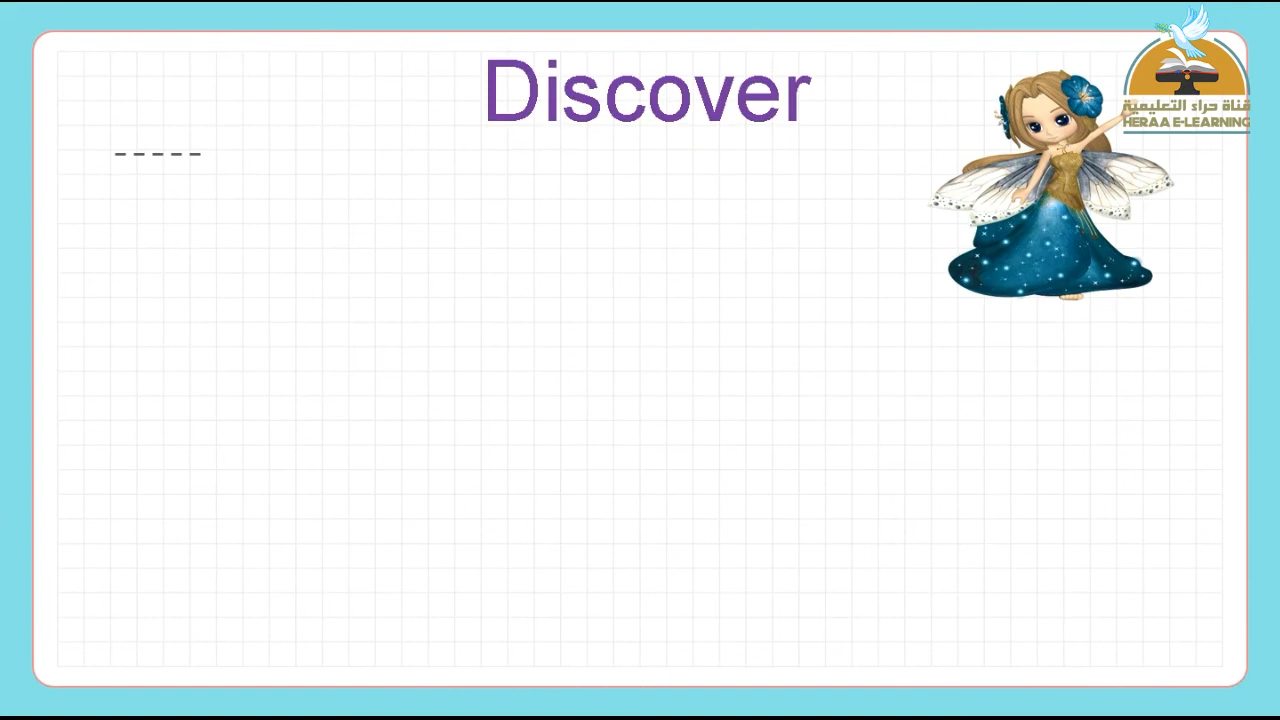 Discover
قناة حراء التعليمية
HERAA E-LEARNING
-----